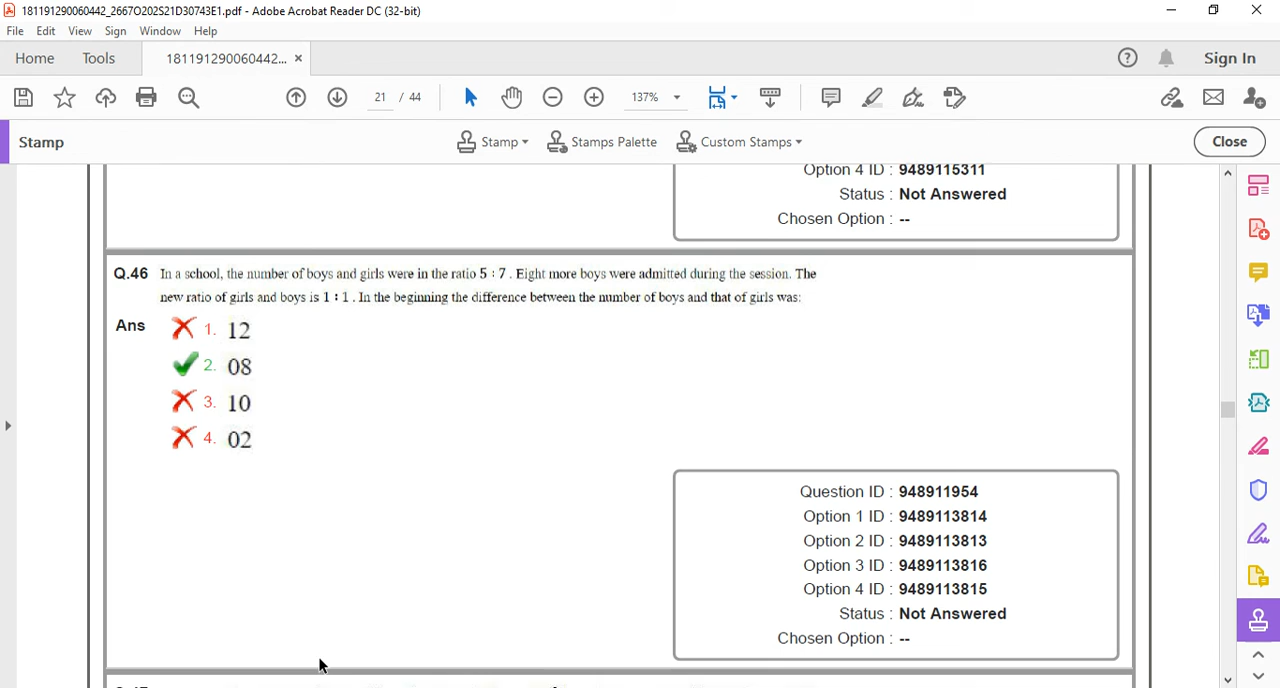 181191290060442_2667O202S21D30743E1.pdf - Adobe Acrobat Reader DC (32-bit)
File Edit View Sign Window Help
Home Tools 181191290060442... × Sign In
21 / 44 137%
Stamp Stamp Stamps Palette Custom Stamps Close
Option 4 ID : 9489115311
Status : Not Answered
Chosen Option : --
Q.46 In a school, the number of boys and girls were in the ratio 5 : 7 . Eight more boys were admitted during the session. The
new ratio of girls and boys is 1 : 1 . In the beginning the difference between the number of boys and that of girls was:
Ans 1. 12
2. 08
3. 10
4. 02
Question ID : 948911954
Option 1 ID : 9489113814
Option 2 ID : 9489113813
Option 3 ID : 9489113816
Option 4 ID : 9489113815
Status : Not Answered
Chosen Option : --